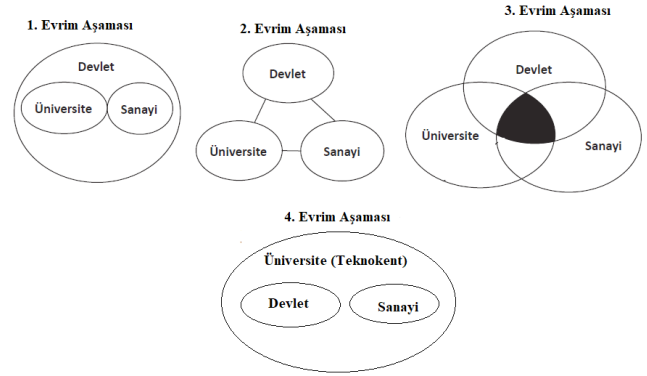 1. Evrim Aşaması
Devlet
Üniversite
Sanayi
2. Evrim Aşaması
Devlet
Üniversite
Sanayi
3. Evrim Aşaması
Devlet
Üniversite
Sanayi
4. Evrim Aşaması
Üniversite (Teknokent)
Devlet
Sanayi